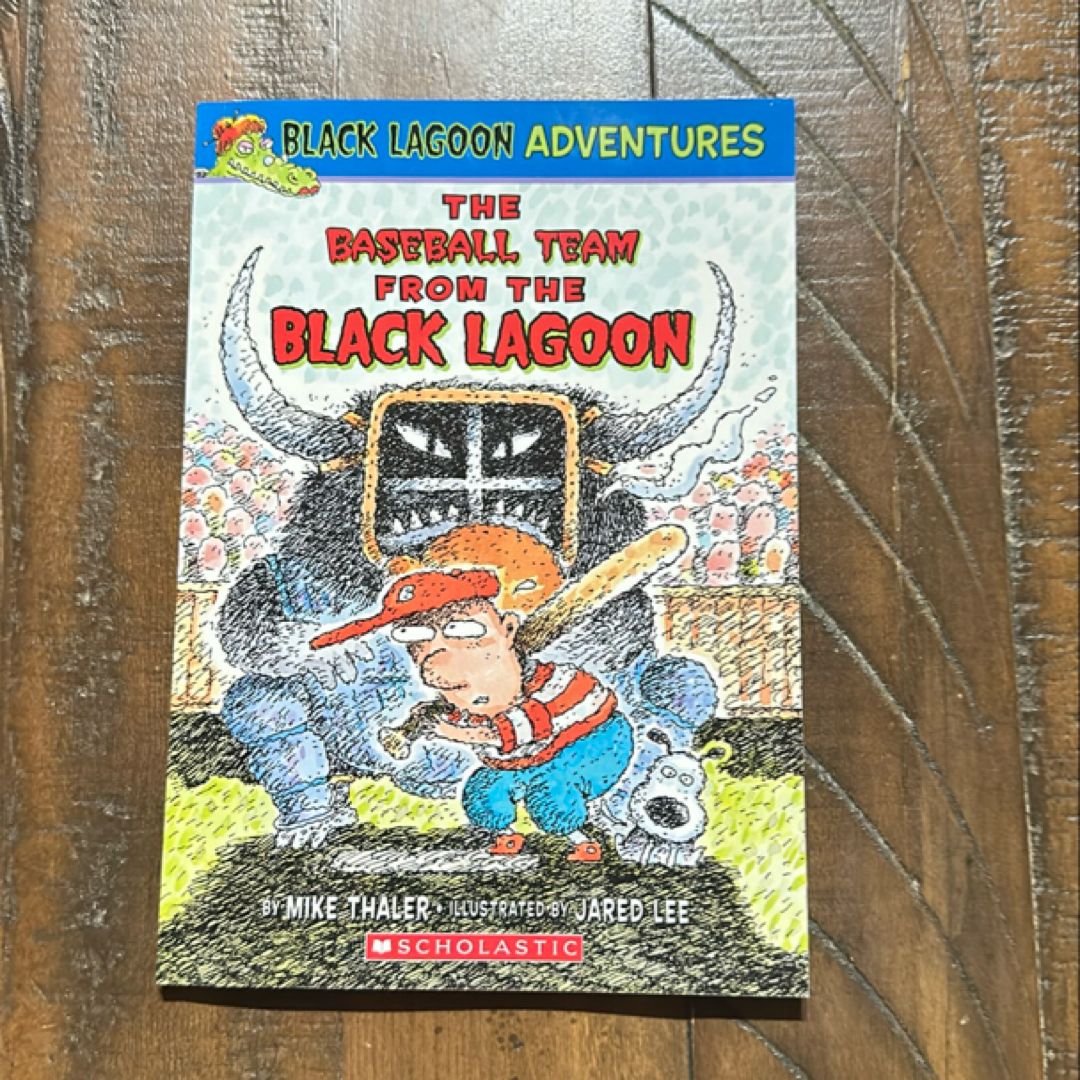 BLACK LAGOON ADVENTURES
THE
BASEBALL TEAM
FROM THE
BLACK LAGOON
BY MIKE THALER • ILLUSTRATED BY JARED LEE
SCHOLASTIC